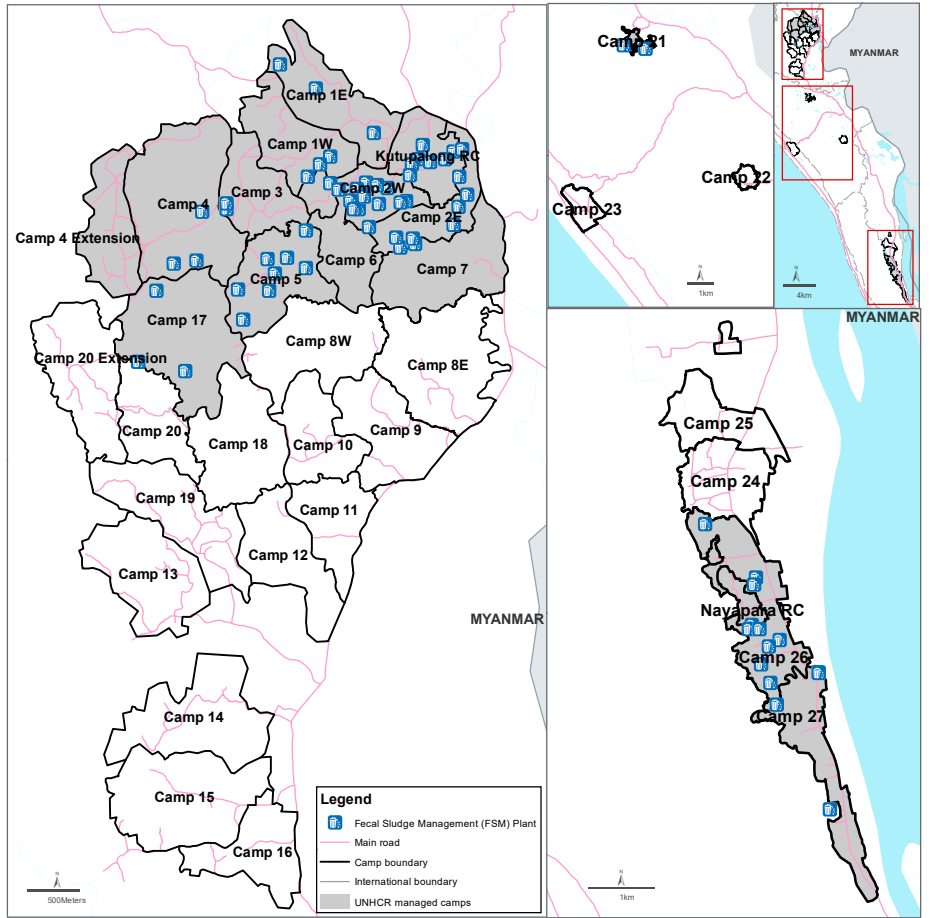 Camp 1E
Camp 1W
Kutupalong RC
Camp 3
Camp 2W
Camp 4
Camp 2E
Camp 4 Extension
Camp 6
Camp 7
Camp 5
Camp 17
Camp 8W
Camp 20 Extension
Camp 8E
Camp 20
Camp 18
Camp 10
Camp 9
Camp 19
Camp 11
Camp 12
Camp 13
MYANMAR
Camp 14
Camp 15
Camp 16
N
500Meters
Legend
Fecal Sludge Management (FSM) Plant
Main road
Camp boundary
International boundary
UNHCR managed camps
Camp 21
Camp 22
Camp 23
N
1km
MYANMAR
N
4km
MYANMAR
Camp 25
Camp 24
Nayapara RC
Camp 26
Camp 27
N
1km